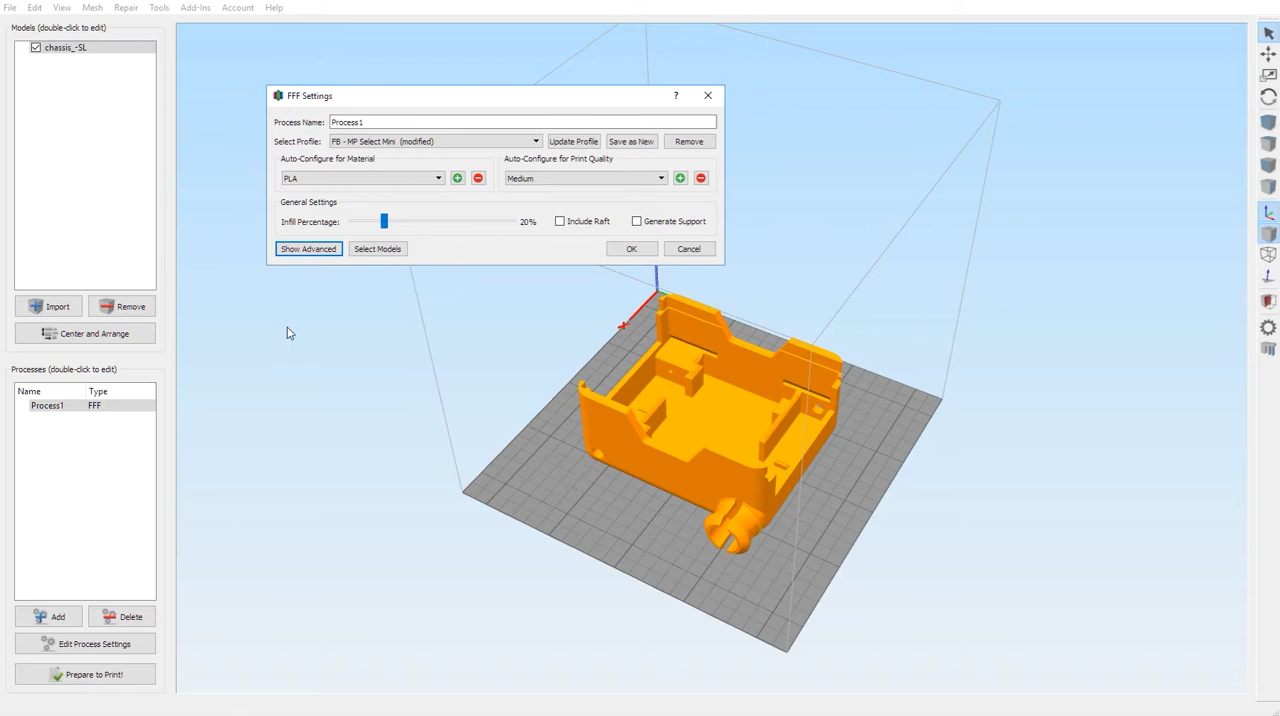 File Edit View Mesh Repair Tools Add-Ins Account Help
Models (double-click to edit)
chassis_-SL
Import Remove
Center and Arrange
Processes (double-click to edit)
Name Type
Process1 FFF
Add Delete
Edit Process Settings
Prepare to Print!
FFF Settings ?
Process Name: Process1
Select Profile: FB - MP Select Mini (modified) Update Profile Save as New Remove
Auto-Configure for Material Auto-Configure for Print Quality
PLA Medium
General Settings
Infill Percentage: 20% Include Raft Generate Support
Show Advanced Select Models OK Cancel